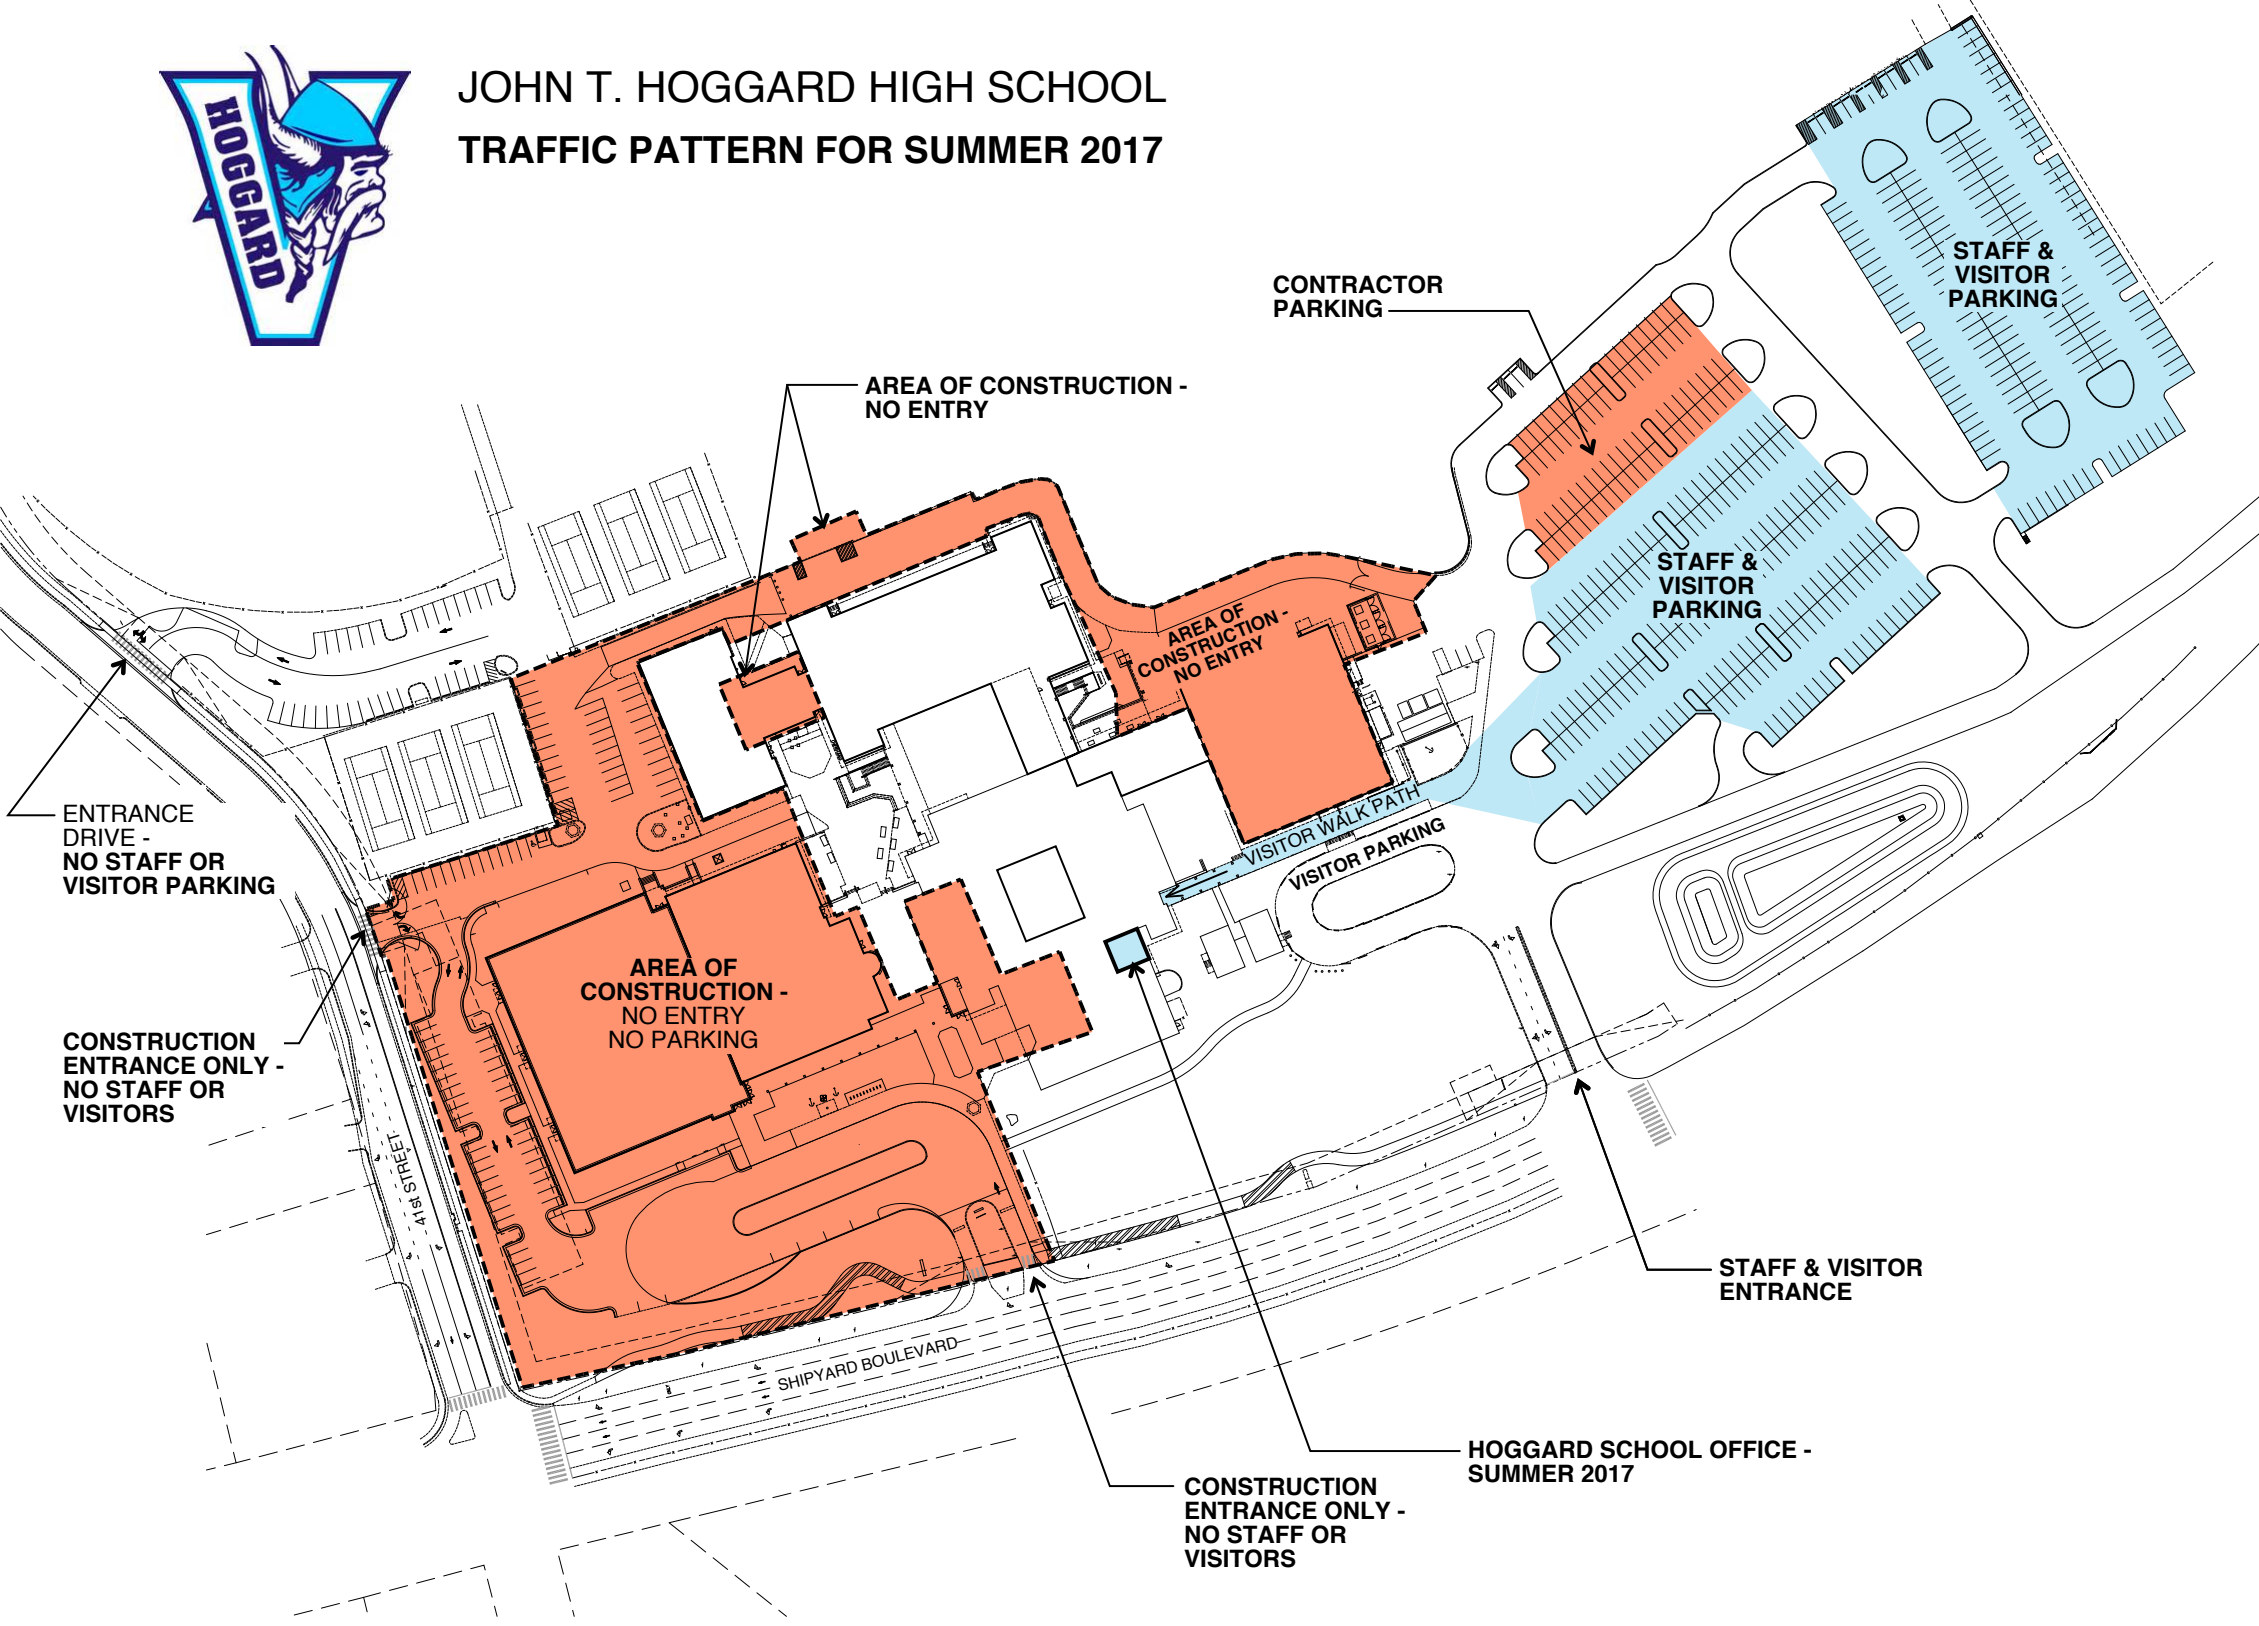 HOGGARD
JOHN T. HOGGARD HIGH SCHOOL
TRAFFIC PATTERN FOR SUMMER 2017
STAFF &
VISITOR
PARKING
CONTRACTOR
PARKING
AREA OF CONSTRUCTION -
NO ENTRY
STAFF &
VISITOR
PARKING
AREA OF
CONSTRUCTION -
NO ENTRY
ENTRANCE
DRIVE -
NO STAFF OR
VISITOR PARKING
VISITOR WALK PATH
VISITOR PARKING
AREA OF
CONSTRUCTION -
NO ENTRY
NO PARKING
CONSTRUCTION
ENTRANCE ONLY -
NO STAFF OR
VISITORS
41st STREET
STAFF & VISITOR
ENTRANCE
SHIPYARD BOULEVARD
HOGGARD SCHOOL OFFICE -
SUMMER 2017
CONSTRUCTION
ENTRANCE ONLY -
NO STAFF OR
VISITORS